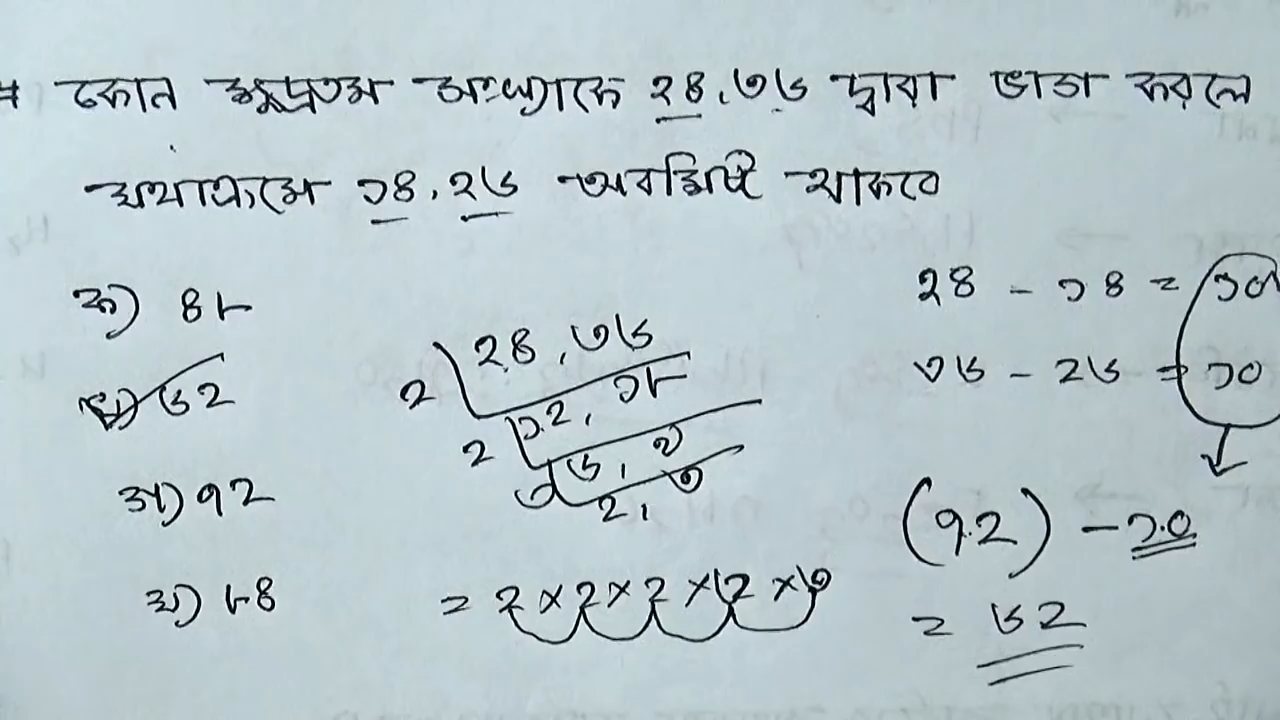 # কোন ক্ষুদ্রতম সংখ্যাকে ২৪,৩৬ দ্বারা ভাগ করলে
যথাক্রমে ১৪,২৬ অবশিষ্ট থাকবে
ক) ৪৮
খ) ৬২
গ) ৭২
ঘ) ৮৪
২ ২৪,৩৬
২ ১২,১৮
৩ ৬,৯
২,৩
= ২×২×২×২×৩
২৪ - ১৪ = ১০
৩৬ - ২৬ = ১০
(৭২) - ১০
= ৬২